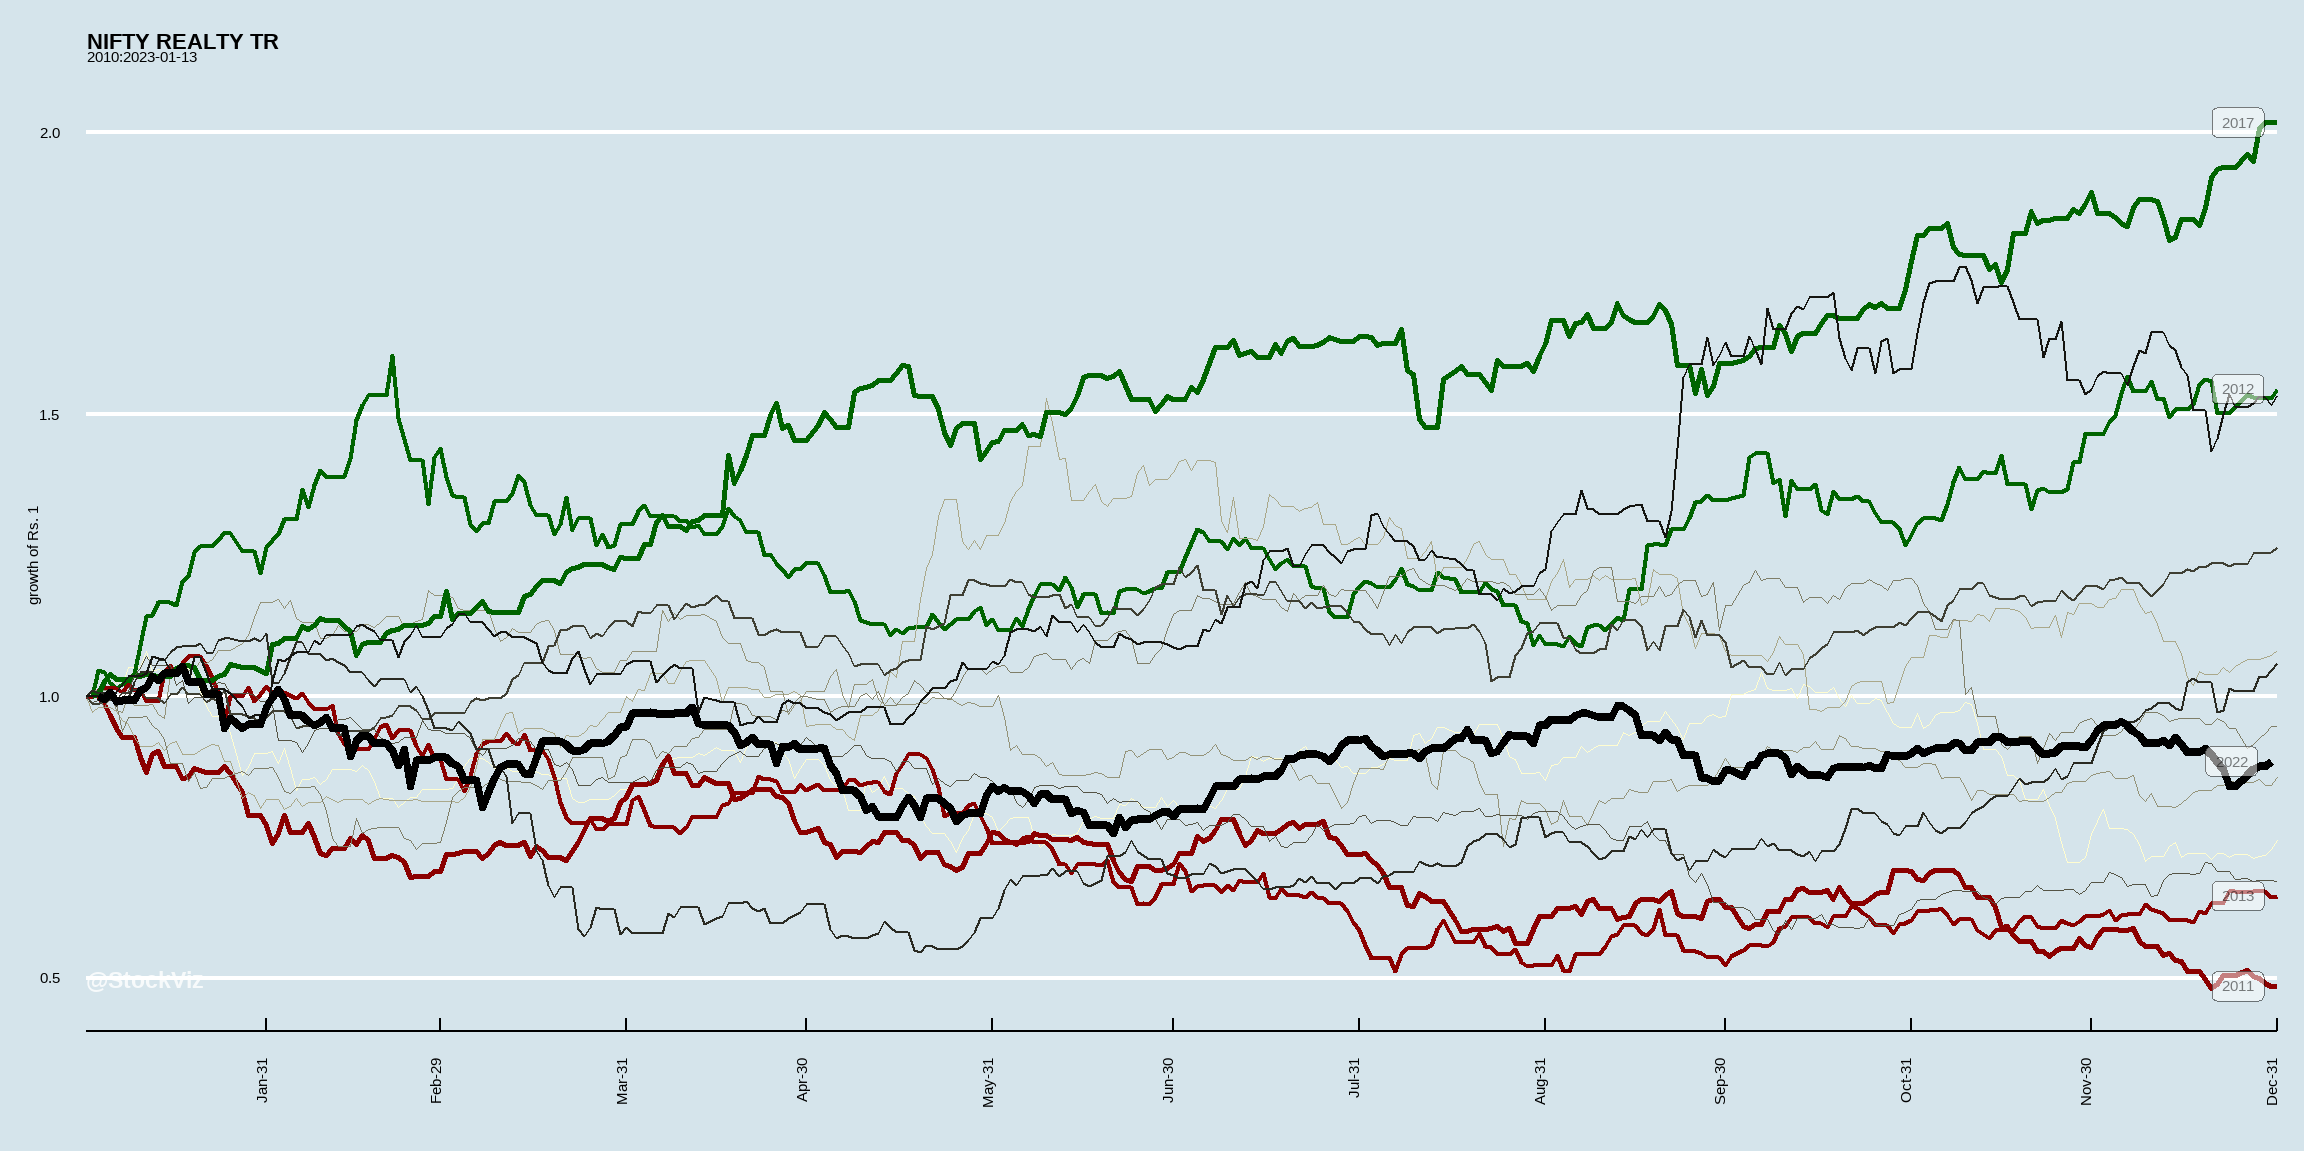 NIFTY REALTY TR
2010:2023-01-13
growth of Rs. 1
2.0
1.5
1.0
0.5
2017
2012
2022
2013
2011
@StockViz
Jan-31
Feb-29
Mar-31
Apr-30
May-31
Jun-30
Jul-31
Aug-31
Sep-30
Oct-31
Nov-30
Dec-31